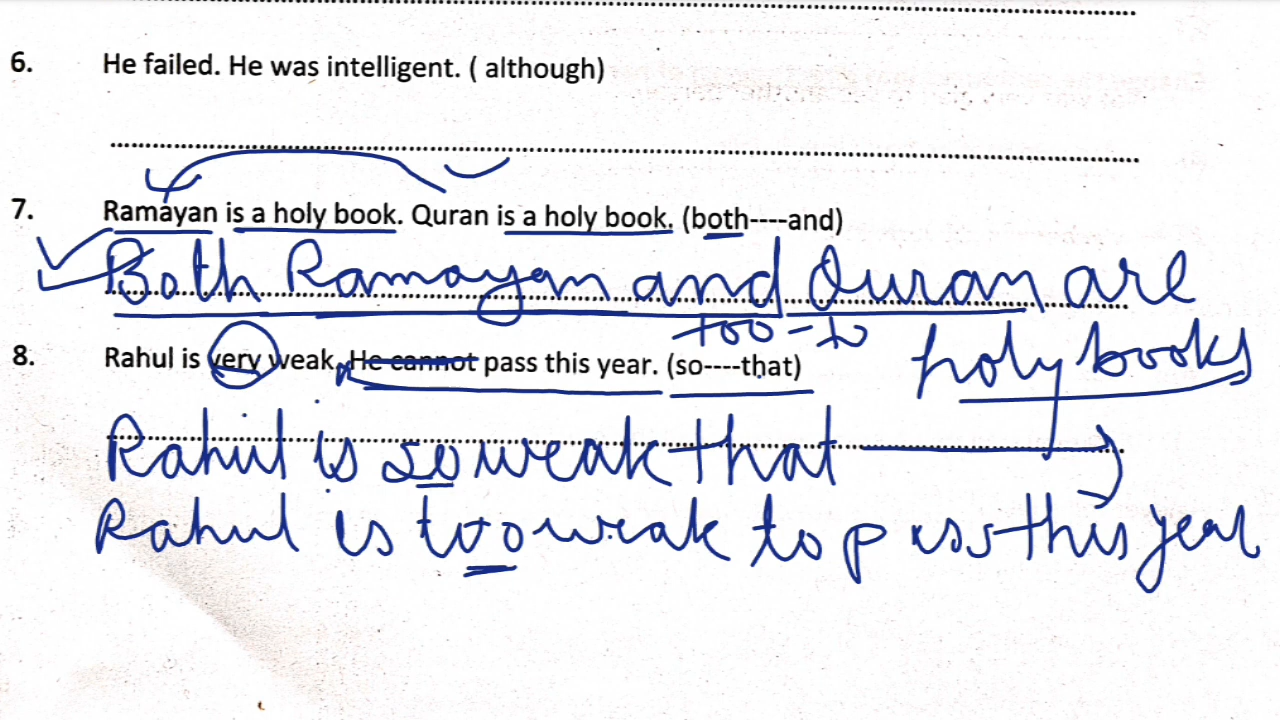 6. He failed. He was intelligent. ( although)
7. Ramayan is a holy book. Quran is a holy book. (both----and)
Both Ramayan and Quran are
holy books
too - to
8. Rahul is very weak. He cannot pass this year. (so----that)
Rahul is so weak that
Rahul is too weak to pass this year